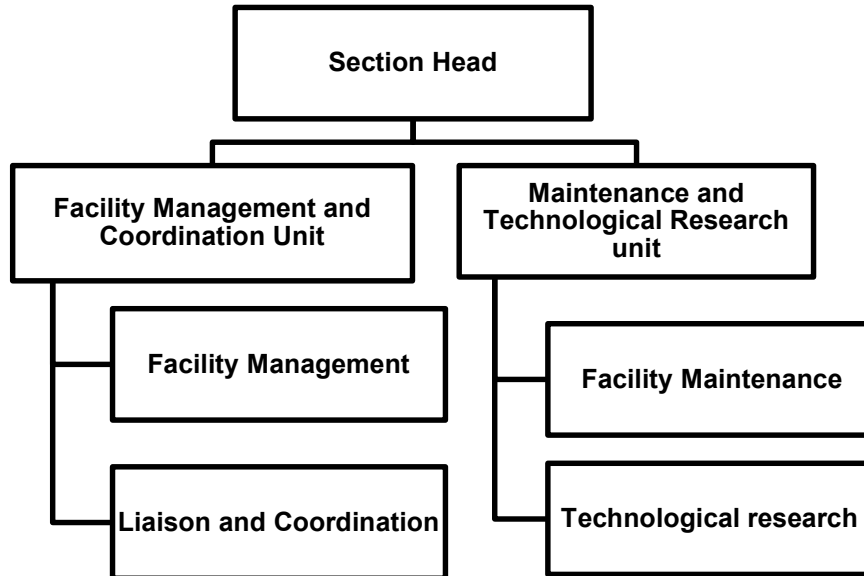 Section Head
Facility Management and
Coordination Unit
Maintenance and
Technological Research
unit
Facility Management
Facility Maintenance
Liaison and Coordination
Technological research